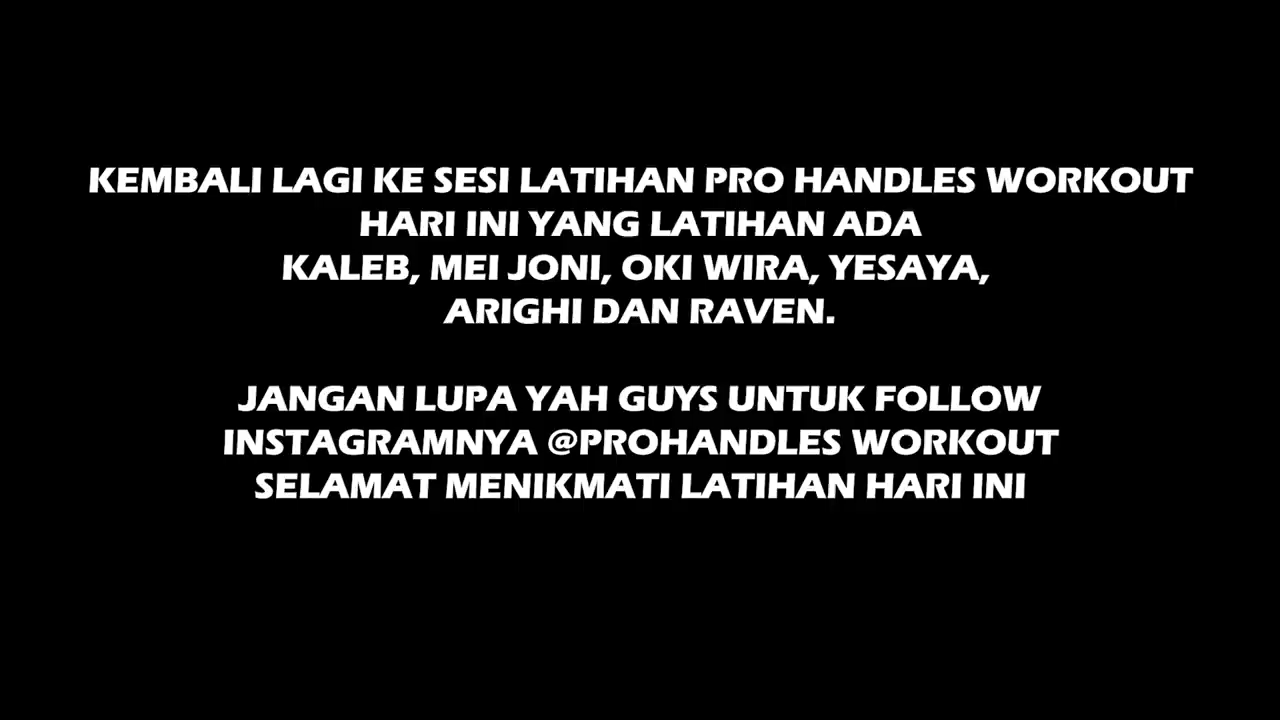 KEMBALI LAGI KE SESI LATIHAN PRO HANDLES WORKOUT
HARI INI YANG LATIHAN ADA
KALEB, MEI JONI, OKI WIRA, YESAYA,
ARIGHI DAN RAVEN.
JANGAN LUPA YAH GUYS UNTUK FOLLOW
INSTAGRAMNYA @PROHANDLES WORKOUT
SELAMAT MENIKMATI LATIHAN HARI INI